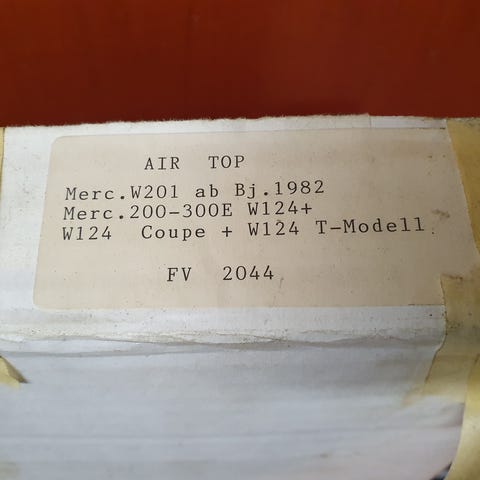 AIR TOP
Merc.W201 ab Bj.1982
Merc.200-300E W124+
W124 Coupe + W124 T-Modell
FV 2044